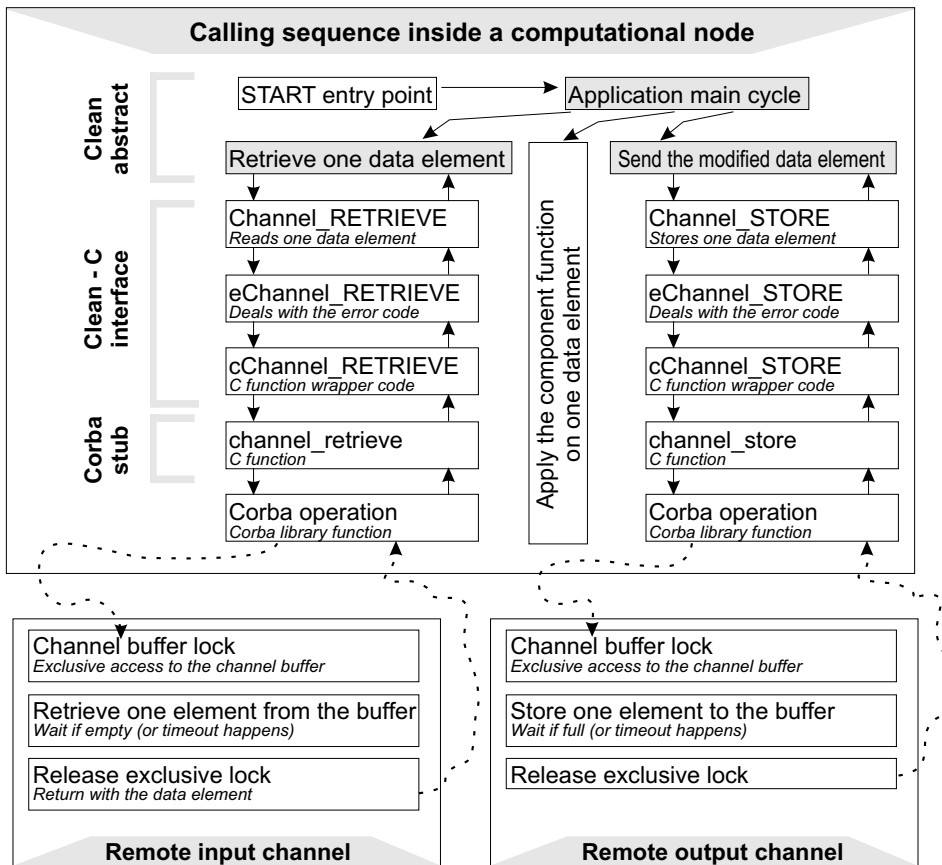 Calling sequence inside a computational node
Clean
abstract
START entry point
Application main cycle
Retrieve one data element
Send the modified data element
Clean - C
interface
Channel_RETRIEVE
Reads one data element
eChannel_RETRIEVE
Deals with the error code
cChannel_RETRIEVE
C function wrapper code
Corba
stub
channel_retrieve
C function
Corba operation
Corba library function
Apply the component function
on one data element
Channel_STORE
Stores one data element
eChannel_STORE
Deals with the error code
cChannel_STORE
C function wrapper code
channel_store
C function
Corba operation
Corba library function
Channel buffer lock
Exclusive access to the channel buffer
Retrieve one element from the buffer
Wait if empty (or timeout happens)
Release exclusive lock
Return with the data element
Remote input channel
Channel buffer lock
Exclusive access to the channel buffer
Store one element to the buffer
Wait if full (or timeout happens)
Release exclusive lock
Remote output channel